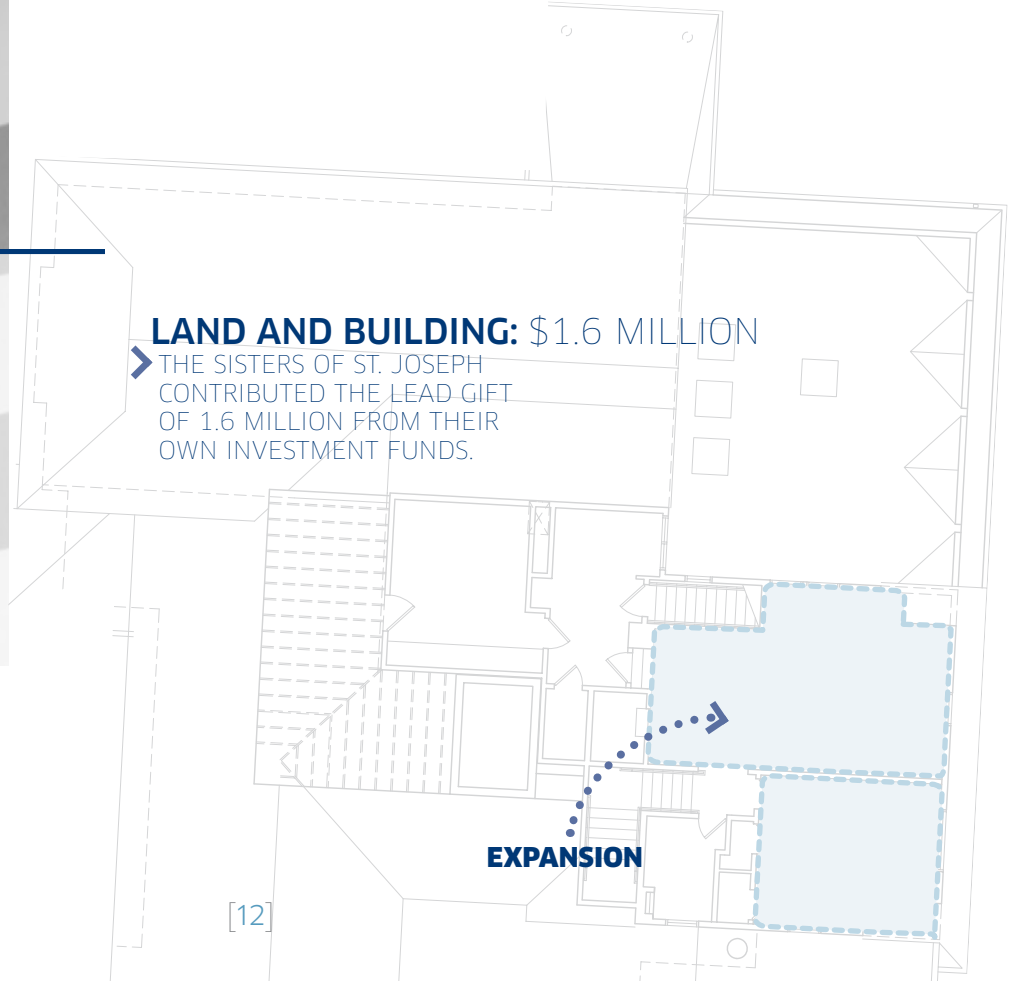 LAND AND BUILDING: $1.6 MILLION
THE SISTERS OF ST. JOSEPH
CONTRIBUTED THE LEAD GIFT
OF 1.6 MILLION FROM THEIR
OWN INVESTMENT FUNDS.
EXPANSION
[12]